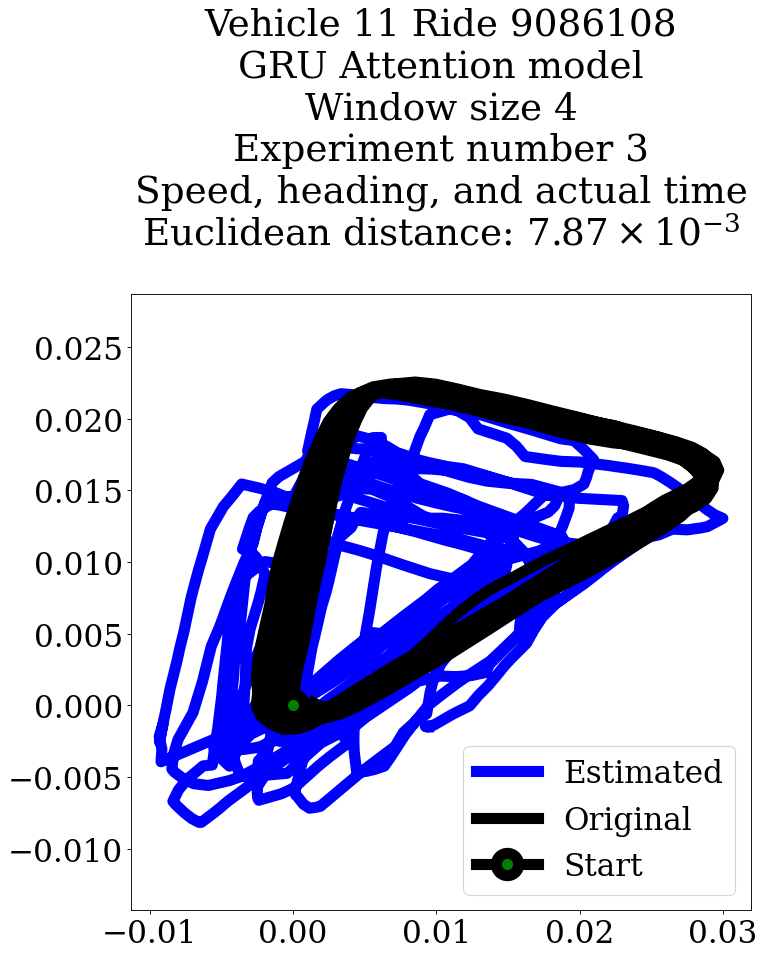 Vehicle 11 Ride 9086108
GRU Attention model
Window size 4
Experiment number 3
Speed, heading, and actual time
Euclidean distance: 7.87 × 10⁻³
0.025
0.020
0.015
0.010
0.005
0.000
−0.005
−0.010
−0.01 0.00 0.01 0.02 0.03
Estimated
Original
Start